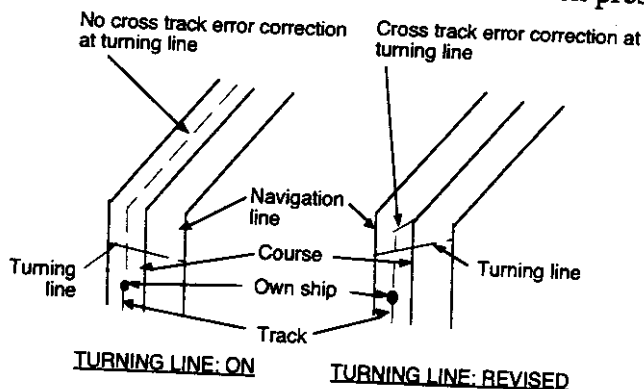 No cross track error correction
at turning line
Cross track error correction at
turning line
Navigation
line
Turning
line
Course
Own ship
Track
Turning line
TURNING LINE: ON
TURNING LINE: REVISED